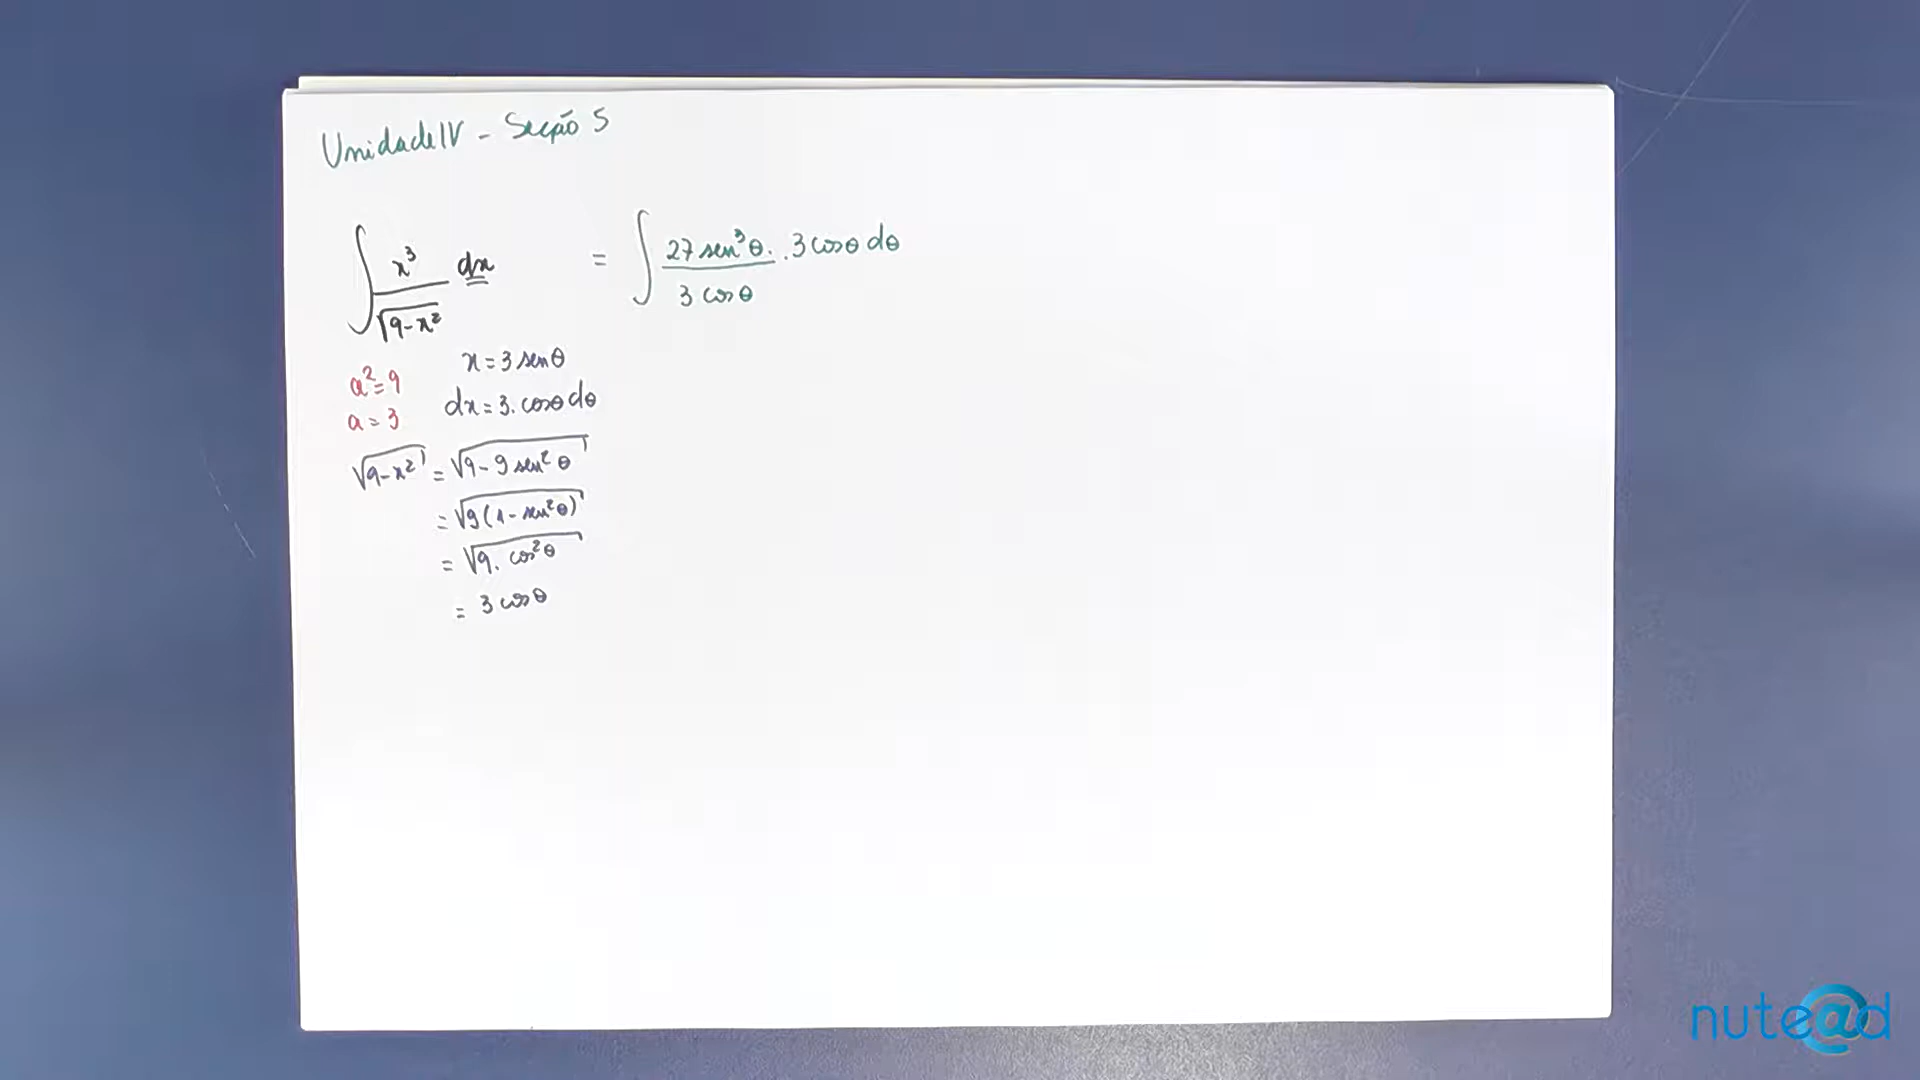 Unidade IV - Seção 5
∫ x³/√9-x² dx = ∫ 27 sen³θ. . 3 cosθ dθ / 3 cosθ
a²=9
x = 3 senθ
a = 3
dx = 3. cosθ dθ
√9-x² = √9 - 9 sen²θ
= √9(1 - sen²θ)
= √9. cos²θ
= 3 cosθ
nute@d